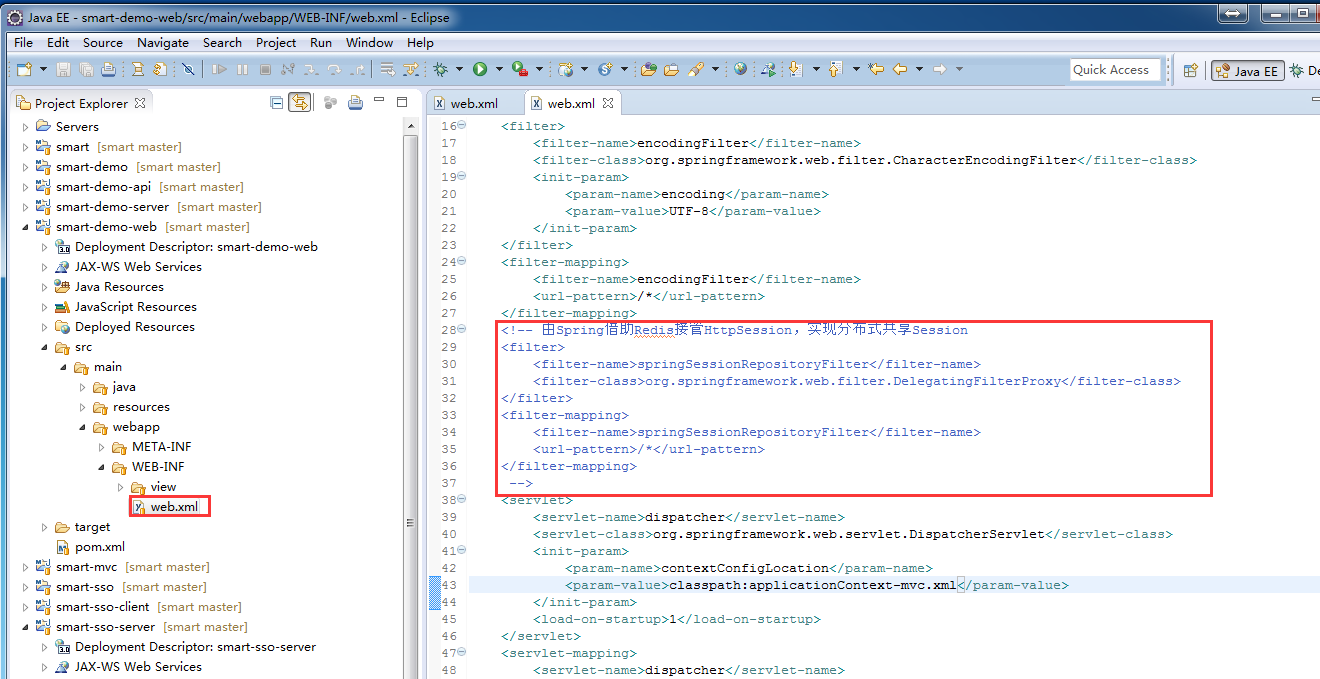 Java EE - smart-demo-web/src/main/webapp/WEB-INF/web.xml - Eclipse
File Edit Source Navigate Search Project Run Window Help
Quick Access
Java EE
De
Project Explorer
Servers
smart [smart master]
smart-demo [smart master]
smart-demo-api [smart master]
smart-demo-server [smart master]
smart-demo-web [smart master]
Deployment Descriptor: smart-demo-web
JAX-WS Web Services
Java Resources
JavaScript Resources
Deployed Resources
src
main
java
resources
webapp
META-INF
WEB-INF
view
web.xml
target
pom.xml
smart-mvc [smart master]
smart-sso [smart master]
smart-sso-client [smart master]
smart-sso-server [smart master]
Deployment Descriptor: smart-sso-server
JAX-WS Web Services
web.xml web.xml
16 <filter>
17 <filter-name>encodingFilter</filter-name>
18 <filter-class>org.springframework.web.filter.CharacterEncodingFilter</filter-class>
19 <init-param>
20 <param-name>encoding</param-name>
21 <param-value>UTF-8</param-value>
22 </init-param>
23 </filter>
24 <filter-mapping>
25 <filter-name>encodingFilter</filter-name>
26 <url-pattern>/*</url-pattern>
27 </filter-mapping>
28 <!-- 由Spring借助Redis接管HttpSession，实现分布式共享Session
29 <filter>
30 <filter-name>springSessionRepositoryFilter</filter-name>
31 <filter-class>org.springframework.web.filter.DelegatingFilterProxy</filter-class>
32 </filter>
33 <filter-mapping>
34 <filter-name>springSessionRepositoryFilter</filter-name>
35 <url-pattern>/*</url-pattern>
36 </filter-mapping>
37 -->
38 <servlet>
39 <servlet-name>dispatcher</servlet-name>
40 <servlet-class>org.springframework.web.servlet.DispatcherServlet</servlet-class>
41 <init-param>
42 <param-name>contextConfigLocation</param-name>
43 <param-value>classpath:applicationContext-mvc.xml</param-value>
44 </init-param>
45 <load-on-startup>1</load-on-startup>
46 </servlet>
47 <servlet-mapping>
48 <servlet-name>dispatcher</servlet-name>